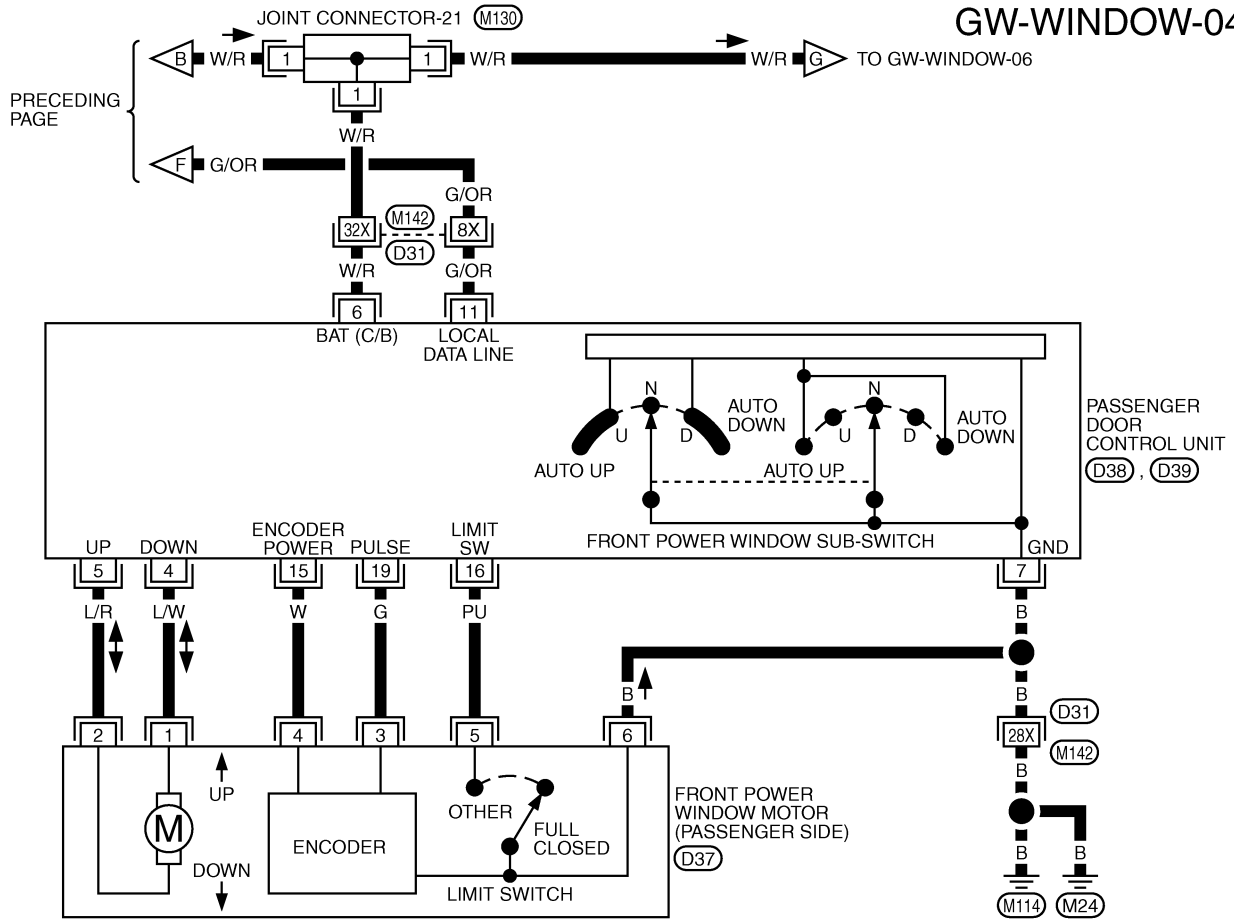 GW-WINDOW-04
JOINT CONNECTOR-21 M130
B W/R 1 1 W/R W/R G TO GW-WINDOW-06
1
PRECEDING
PAGE
W/R
F G/OR
G/OR
32X M142 8X
D31
W/R G/OR
6 11
BAT (C/B) LOCAL
DATA LINE
N N
AUTO
DOWN
U D
AUTO UP
U D
AUTO
DOWN
AUTO UP
PASSENGER
DOOR
CONTROL UNIT
D38 , D39
FRONT POWER WINDOW SUB-SWITCH
UP DOWN ENCODER
POWER PULSE LIMIT
SW GND
5 4 15 19 16 7
L/R L/W W G PU B
B B
D31
2 1 4 3 5 6 28X
M142
UP
M
DOWN
ENCODER
OTHER
FULL
CLOSED
LIMIT SWITCH
FRONT POWER
WINDOW MOTOR
(PASSENGER SIDE)
D37
B
B B
M114 M24